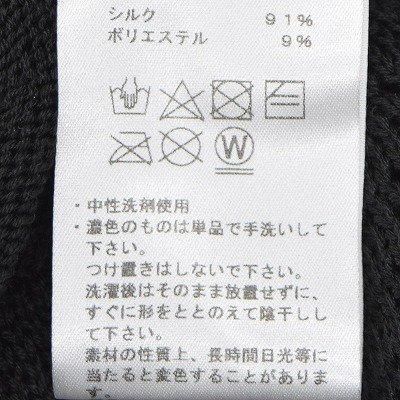 シルク 91%
ポリエステル 9%
W
・中性洗剤使用
・濃色のものは単品で手洗いして
下さい。
つけ置きはしないで下さい。
洗濯後はそのまま放置せずに、
すぐに形をととのえて陰干しし
て下さい。
素材の性質上、長時間日光等に
当たると変色することがありま
す。